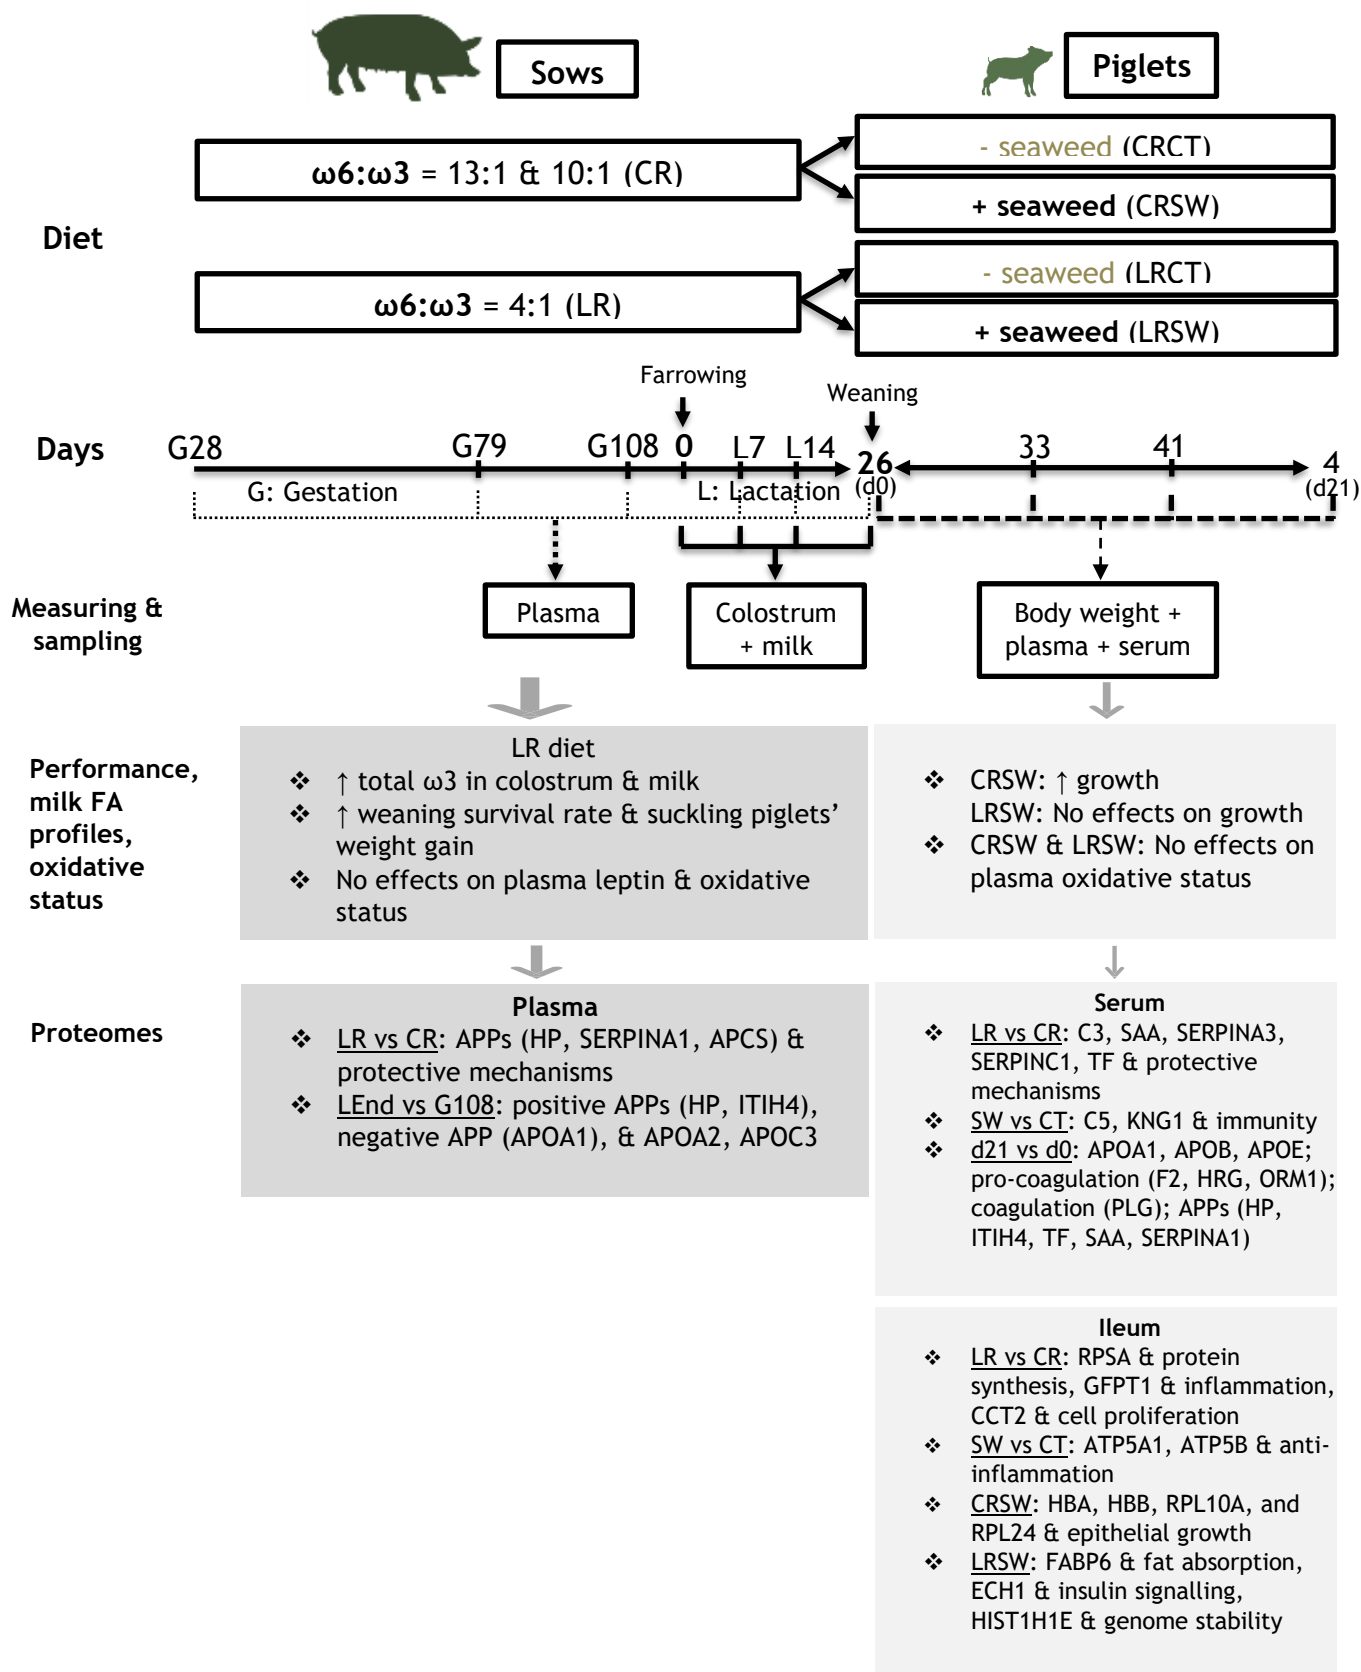 Sows
Piglets
Diet
ω6:ω3 = 13:1 & 10:1 (CR)
- seaweed (CRCT)
+ seaweed (CRSW)
ω6:ω3 = 4:1 (LR)
- seaweed (LRCT)
+ seaweed (LRSW)
Farrowing
Weaning
Days
G28 G79 G108 0 L7 L14 26 33 41 4
(d0) (d21)
G: Gestation L: Lactation
Measuring &
sampling
Plasma
Colostrum
+ milk
Body weight +
plasma + serum
Performance,
milk FA
profiles,
oxidative
status
LR diet
❖ ↑ total ω3 in colostrum & milk
❖ ↑ weaning survival rate & suckling piglets'
weight gain
❖ No effects on plasma leptin & oxidative
status
❖ CRSW: ↑ growth
LRSW: No effects on growth
❖ CRSW & LRSW: No effects on
plasma oxidative status
Proteomes
Plasma
❖ LR vs CR: APPs (HP, SERPINA1, APCS) &
protective mechanisms
❖ LEnd vs G108: positive APPs (HP, ITIH4),
negative APP (APOA1), & APOA2, APOC3
Serum
❖ LR vs CR: C3, SAA, SERPINA3,
SERPINC1, TF & protective
mechanisms
❖ SW vs CT: C5, KNG1 & immunity
❖ d21 vs d0: APOA1, APOB, APOE;
pro-coagulation (F2, HRG, ORM1);
coagulation (PLG); APPs (HP,
ITIH4, TF, SAA, SERPINA1)
Ileum
❖ LR vs CR: RPSA & protein
synthesis, GFPT1 & inflammation,
CCT2 & cell proliferation
❖ SW vs CT: ATP5A1, ATP5B & anti-
inflammation
❖ CRSW: HBA, HBB, RPL10A, and
RPL24 & epithelial growth
❖ LRSW: FABP6 & fat absorption,
ECH1 & insulin signalling,
HIST1H1E & genome stability